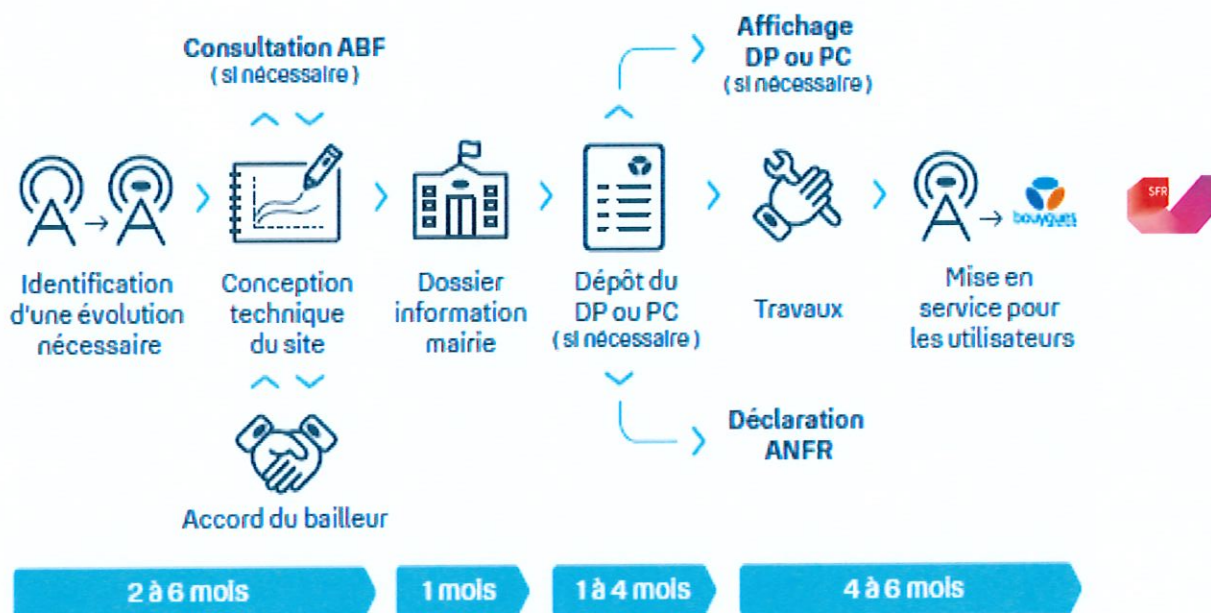 Consultation ABF
(si nécessaire)
Affichage
DP ou PC
(si nécessaire)
Identification
d'une évolution
nécessaire
Conception
technique
du site
Dossier
information
mairie
Dépôt du
DP ou PC
(si nécessaire)
Travaux
bouygues
SFR
Mise en
service pour
les utilisateurs
Accord du bailleur
Déclaration
ANFR
2 à 6 mois
1 mois
1 à 4 mois
4 à 6 mois